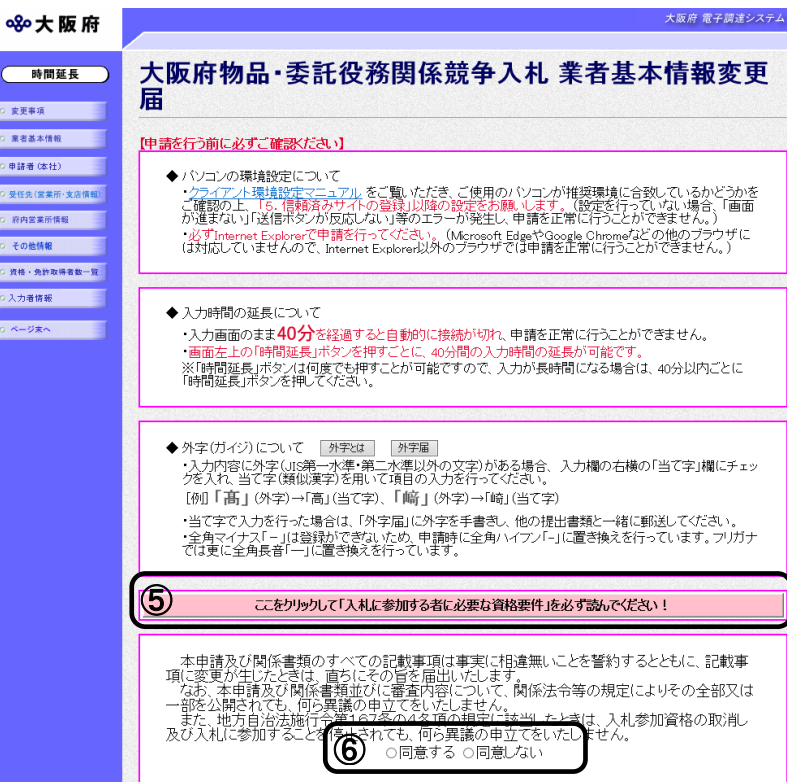 大阪府
大阪府 電子調達システム
時間延長
変更事項
業者基本情報
申請者(本社)
受任先(営業所・支店情報)
府内営業所情報
その他情報
資格・免許取得者数一覧
入力者情報
ページ末へ
大阪府物品・委託役務関係競争入札 業者基本情報変更
届
【申請を行う前に必ずご確認ください】
◆ パソコンの環境設定について
・クライアント環境設定マニュアル をご覧いただき、ご使用のパソコンが推奨環境に合致しているかどうかを
ご確認の上、「5. 信頼済みサイトの登録」以降の設定をお願いします。(設定を行っていない場合、「画面
が進まない」「送信ボタンが反応しない」等のエラーが発生し、申請を正常に行うことができません。)
・必ずInternet Explorerで申請を行ってください。(Microsoft EdgeやGoogle Chromeなどの他のブラウザに
は対応していませんので、Internet Explorer以外のブラウザでは申請を正常に行うことができません。)
◆ 入力時間の延長について
・入力画面のまま40分を経過すると自動的に接続が切れ、申請を正常に行うことができません。
・画面左上の「時間延長」ボタンを押すごとに、40分間の入力時間の延長が可能です。
※「時間延長」ボタンは何度でも押すことが可能ですので、入力が長時間になる場合は、40分以内ごとに
「時間延長」ボタンを押してください。
◆ 外字(ガイジ)について 外字とは 外字届
・入力内容に外字(JIS第一水準・第二水準以外の文字)がある場合、入力欄の右横の「当て字」欄にチェッ
クを入れ、当て字(類似漢字)を用いて項目の入力を行ってください。
[例]「髙」(外字)→「高」(当て字)、「﨑」(外字)→「崎」(当て字)
・当て字で入力を行った場合は、「外字届」に外字を手書きし、他の提出書類と一緒に郵送してください。
・全角マイナス「－」は登録ができないため、申請時に全角ハイフン「-」に置き換えを行っています。フリガナ
では更に全角長音「ー」に置き換えを行っています。
⑤ ここをクリックして「入札に参加する者に必要な資格要件」を必ず読んでください！
本申請及び関係書類のすべての記載事項は事実に相違無いことを誓約するとともに、記載事
項に変更が生じたときは、直ちにその旨を届出いたします。
なお、本申請及び関係書類並びに審査内容について、関係法令等の規定によりその全部又は
一部を公開されても、何ら異議の申立てをいたしません。
また、地方自治法施行令第167条の4各項の規定に該当したときは、入札参加資格の取消し
及び入札に参加することを停止されても、何ら異議の申立てをいたしません。
⑥ ○同意する ○同意しない